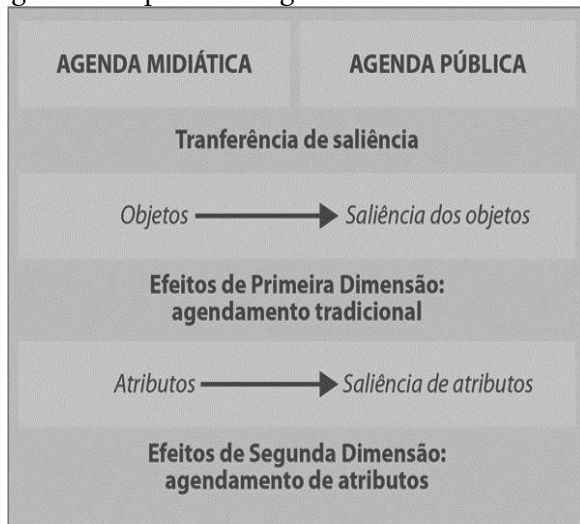 AGENDA MIDIÁTICA
AGENDA PÚBLICA
Tranferência de saliência
Objetos
Saliência dos objetos
Efeitos de Primeira Dimensão:
agendamento tradicional
Atributos
Saliência de atributos
Efeitos de Segunda Dimensão:
agendamento de atributos